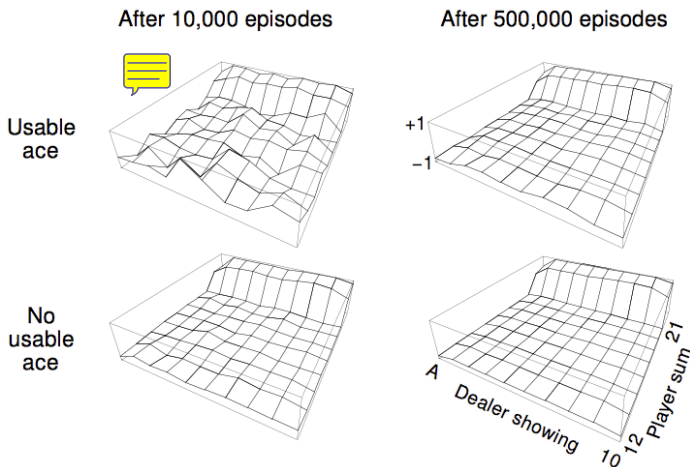 After 10,000 episodes
After 500,000 episodes
Usable
ace
+1
−1
No
usable
ace
A
Dealer showing
10
12
Player sum
21